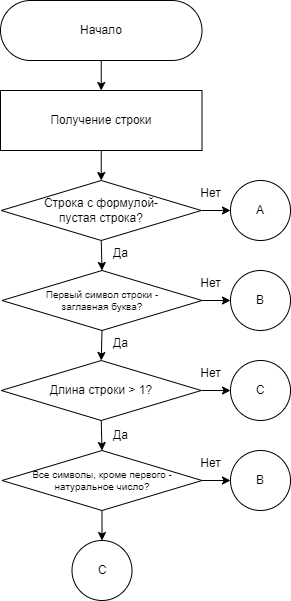 Начало
Получение строки
Строка с формулой-
пустая строка?
Нет
A
Да
Первый символ строки -
заглавная буква?
Нет
B
Да
Длина строки > 1?
Нет
C
Да
Все символы, кроме первого -
натуральное число?
Нет
B
C